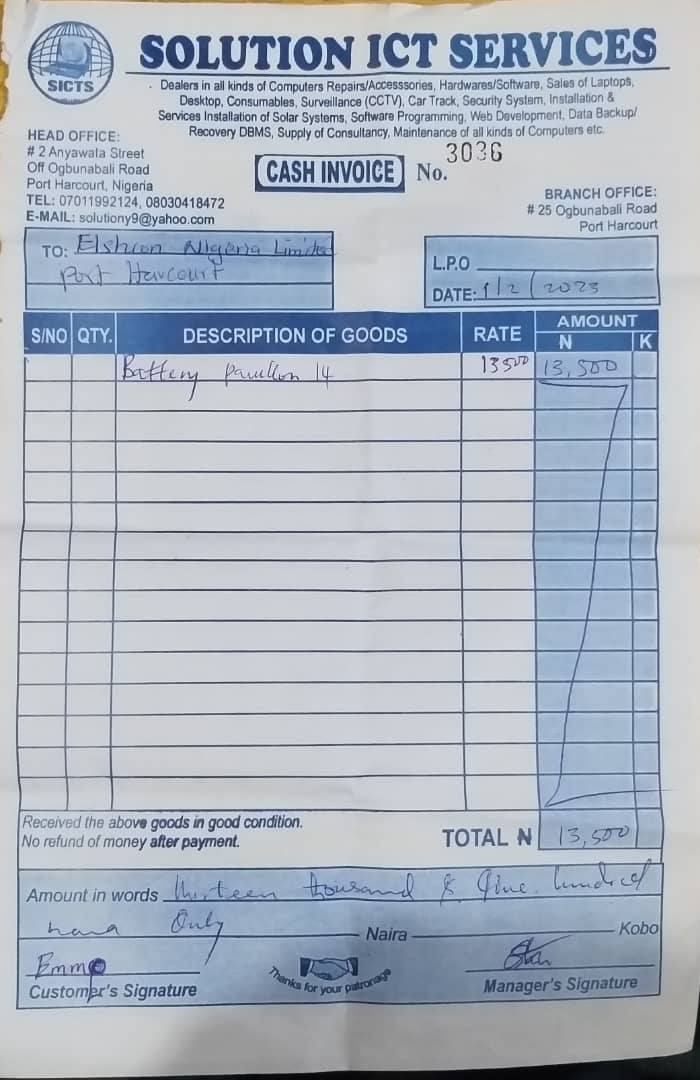 SICTS
SOLUTION ICT SERVICES
Dealers in all kinds of Computers Repairs/Accesssories, Hardwares/Software, Sales of Laptops,
Desktop, Consumables, Surveillance (CCTV), Car Track, Security System, Installation &
Services Installation of Solar Systems, Software Programming, Web Development, Data Backup/
Recovery DBMS, Supply of Consultancy, Maintenance of all kinds of Computers etc.
HEAD OFFICE:
# 2 Anyawata Street
Off Ogbunabali Road
Port Harcourt, Nigeria
TEL: 07011992124, 08030418472
E-MAIL: solutiony9@yahoo.com
CASH INVOICE No. 3036
BRANCH OFFICE:
# 25 Ogbunabali Road
Port Harcourt
TO: Elshcon Nigeria Limited
Port Harcourt
L.P.O
DATE: 1/2/2023
S/NO QTY. DESCRIPTION OF GOODS RATE AMOUNT
N K
Battery Pavillon 14 13500 13,500
Received the above goods in good condition.
No refund of money after payment.
TOTAL N 13,500
Amount in words thirteen thousand & five hundred
Only Naira Kobo
Emma
Customer's Signature
Thanks for your patronage
Manager's Signature